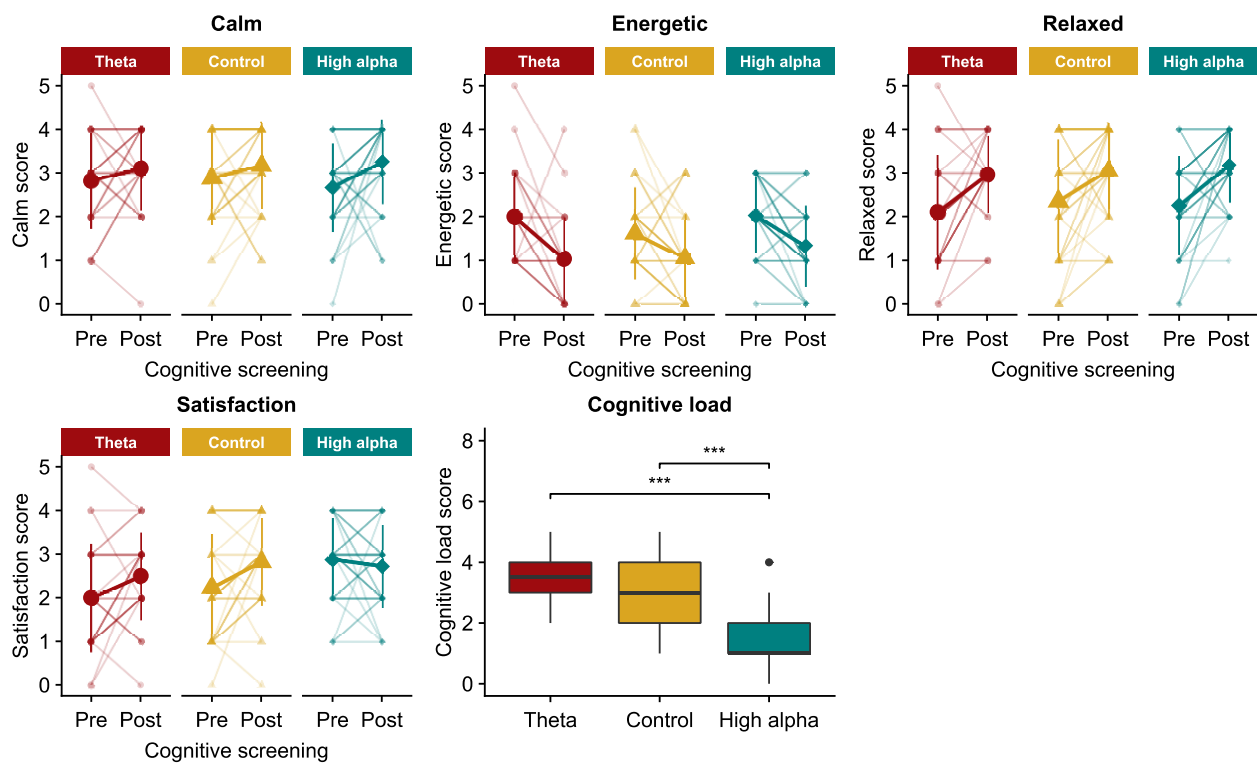 Calm
Energetic
Relaxed
Theta Control High alpha
Theta Control High alpha
Theta Control High alpha
Calm score
5
4
3
2
1
0
Energetic score
5
4
3
2
1
0
Relaxed score
5
4
3
2
1
0
Pre Post Pre Post Pre Post
Pre Post Pre Post Pre Post
Pre Post Pre Post Pre Post
Cognitive screening
Cognitive screening
Cognitive screening
Satisfaction
Theta Control High alpha
Satisfaction score
5
4
3
2
1
0
Pre Post Pre Post Pre Post
Cognitive screening
Cognitive load
Cognitive load score
8
6
4
2
0
***
***
Theta Control High alpha